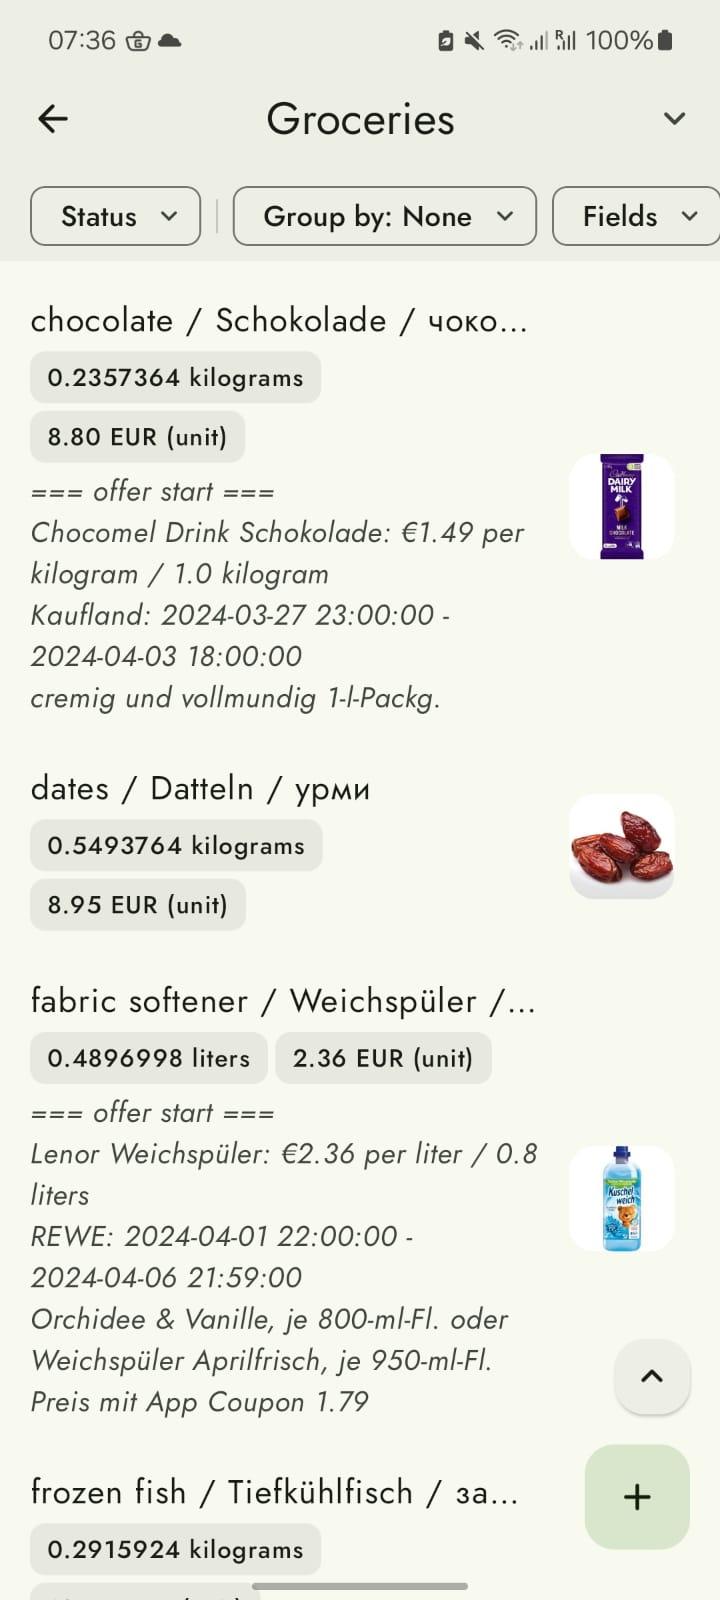 07:36
100%
Groceries
Status
Group by: None
Fields
chocolate / Schokolade / чоко...
0.2357364 kilograms
8.80 EUR (unit)
=== offer start ===
Chocomel Drink Schokolade: €1.49 per
kilogram / 1.0 kilogram
Kaufland: 2024-03-27 23:00:00 -
2024-04-03 18:00:00
cremig und vollmundig 1-l-Packg.
DAIRY
MILK
dates / Datteln / урми
0.5493764 kilograms
8.95 EUR (unit)
fabric softener / Weichspüler /...
0.4896998 liters
2.36 EUR (unit)
=== offer start ===
Lenor Weichspüler: €2.36 per liter / 0.8
liters
REWE: 2024-04-01 22:00:00 -
2024-04-06 21:59:00
Orchidee & Vanille, je 800-ml-Fl. oder
Weichspüler Aprilfrisch, je 950-ml-Fl.
Preis mit App Coupon 1.79
Kuschel
weich
frozen fish / Tiefkühlfisch / за...
0.2915924 kilograms